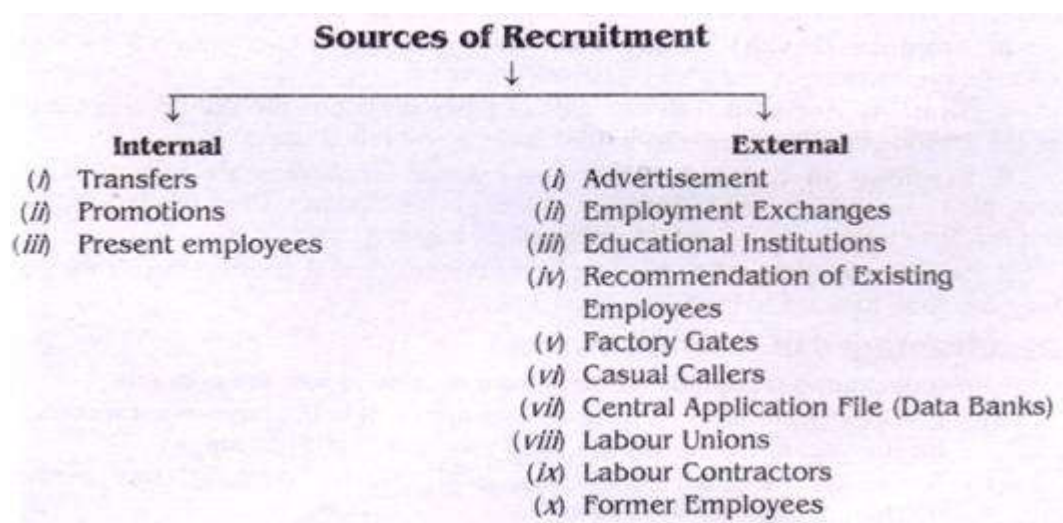 Sources of Recruitment
Internal
(i) Transfers
(ii) Promotions
(iii) Present employees
External
(i) Advertisement
(ii) Employment Exchanges
(iii) Educational Institutions
(iv) Recommendation of Existing
Employees
(v) Factory Gates
(vi) Casual Callers
(vii) Central Application File (Data Banks)
(viii) Labour Unions
(ix) Labour Contractors
(x) Former Employees